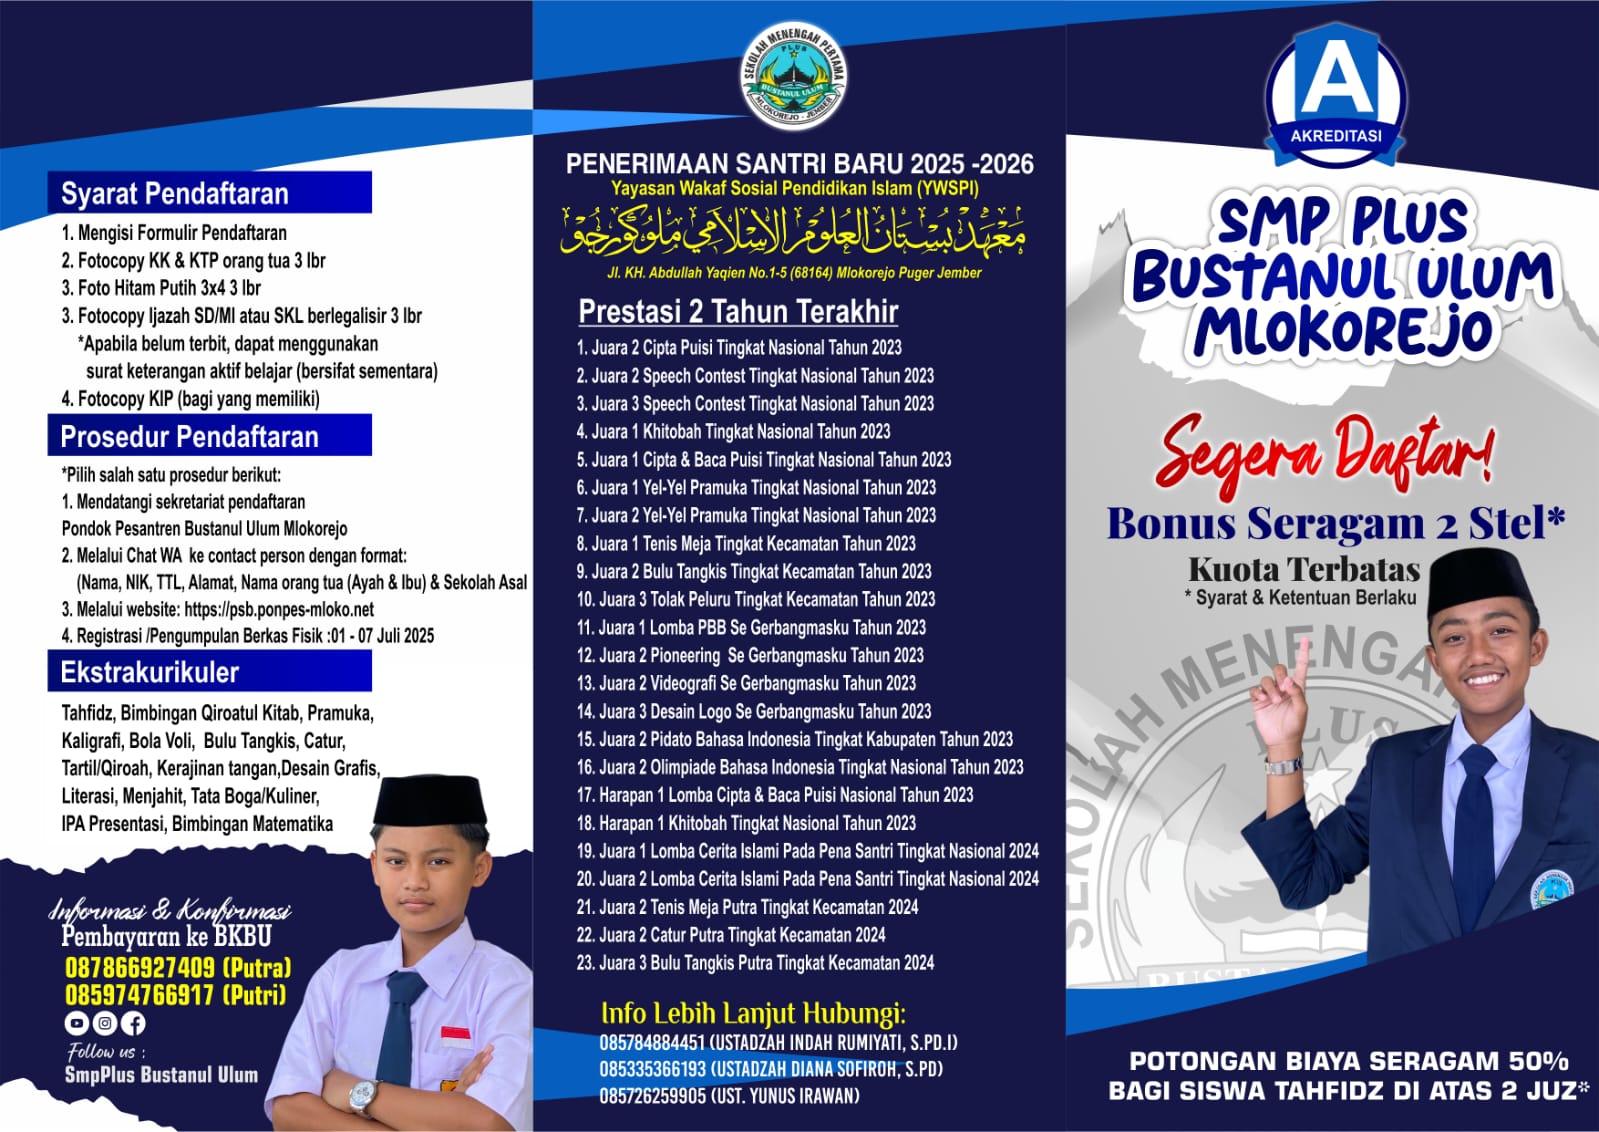 Syarat Pendaftaran
1. Mengisi Formulir Pendaftaran
2. Fotocopy KK & KTP orang tua 3 lbr
3. Foto Hitam Putih 3x4 3 lbr
3. Fotocopy Ijazah SD/MI atau SKL berlegalisir 3 lbr
*Apabila belum terbit, dapat menggunakan
surat keterangan aktif belajar (bersifat sementara)
4. Fotocopy KIP (bagi yang memiliki)
Prosedur Pendaftaran
*Pilih salah satu prosedur berikut:
1. Mendatangi sekretariat pendaftaran
Pondok Pesantren Bustanul Ulum Mlokorejo
2. Melalui Chat WA ke contact person dengan format:
(Nama, NIK, TTL, Alamat, Nama orang tua (Ayah & Ibu) & Sekolah Asal
3. Melalui website: https://psb.ponpes-mloko.net
4. Registrasi /Pengumpulan Berkas Fisik :01 - 07 Juli 2025
Ekstrakurikuler
Tahfidz, Bimbingan Qiroatul Kitab, Pramuka,
Kaligrafi, Bola Voli, Bulu Tangkis, Catur,
Tartil/Qiroah, Kerajinan tangan,Desain Grafis,
Literasi, Menjahit, Tata Boga/Kuliner,
IPA Presentasi, Bimbingan Matematika
Informasi & Konfirmasi
Pembayaran ke BKBU
087866927409 (Putra)
085974766917 (Putri)
Follow us :
SmpPlus Bustanul Ulum
SEKOLAH MENENGAH PERTAMA
PLUS
BUSTANUL ULUM
MLOKOREJO - JEMBER
PENERIMAAN SANTRI BARU 2025 -2026
Yayasan Wakaf Sosial Pendidikan Islam (YWSPI)
معهد بستان العلوم الإسلامي ملوكورجو
Jl. KH. Abdullah Yaqien No.1-5 (68164) Mlokorejo Puger Jember
Prestasi 2 Tahun Terakhir
1. Juara 2 Cipta Puisi Tingkat Nasional Tahun 2023
2. Juara 2 Speech Contest Tingkat Nasional Tahun 2023
3. Juara 3 Speech Contest Tingkat Nasional Tahun 2023
4. Juara 1 Khitobah Tingkat Nasional Tahun 2023
5. Juara 1 Cipta & Baca Puisi Tingkat Nasional Tahun 2023
6. Juara 1 Yel-Yel Pramuka Tingkat Nasional Tahun 2023
7. Juara 2 Yel-Yel Pramuka Tingkat Nasional Tahun 2023
8. Juara 1 Tenis Meja Tingkat Kecamatan Tahun 2023
9. Juara 2 Bulu Tangkis Tingkat Kecamatan Tahun 2023
10. Juara 3 Tolak Peluru Tingkat Kecamatan Tahun 2023
11. Juara 1 Lomba PBB Se Gerbangmasku Tahun 2023
12. Juara 2 Pioneering Se Gerbangmasku Tahun 2023
13. Juara 2 Videografi Se Gerbangmasku Tahun 2023
14. Juara 3 Desain Logo Se Gerbangmasku Tahun 2023
15. Juara 2 Pidato Bahasa Indonesia Tingkat Kabupaten Tahun 2023
16. Juara 2 Olimpiade Bahasa Indonesia Tingkat Nasional Tahun 2023
17. Harapan 1 Lomba Cipta & Baca Puisi Nasional Tahun 2023
18. Harapan 1 Khitobah Tingkat Nasional Tahun 2023
19. Juara 1 Lomba Cerita Islami Pada Pena Santri Tingkat Nasional 2024
20. Juara 2 Lomba Cerita Islami Pada Pena Santri Tingkat Nasional 2024
21. Juara 2 Tenis Meja Putra Tingkat Kecamatan 2024
22. Juara 2 Catur Putra Tingkat Kecamatan 2024
23. Juara 3 Bulu Tangkis Putra Tingkat Kecamatan 2024
Info Lebih Lanjut Hubungi:
085784884451 (USTADZAH INDAH RUMIYATI, S.PD.I)
085335366193 (USTADZAH DIANA SOFIROH, S.PD)
085726259905 (UST. YUNUS IRAWAN)
A
AKREDITASI
SMP PLUS
BUSTANUL ULUM
MLOKOREJO
Segera Daftar!
Bonus Seragam 2 Stel*
Kuota Terbatas
* Syarat & Ketentuan Berlaku
SEKOLAH MENENGA
PLUS
BUSTAN
POTONGAN BIAYA SERAGAM 50%
BAGI SISWA TAHFIDZ DI ATAS 2 JUZ*